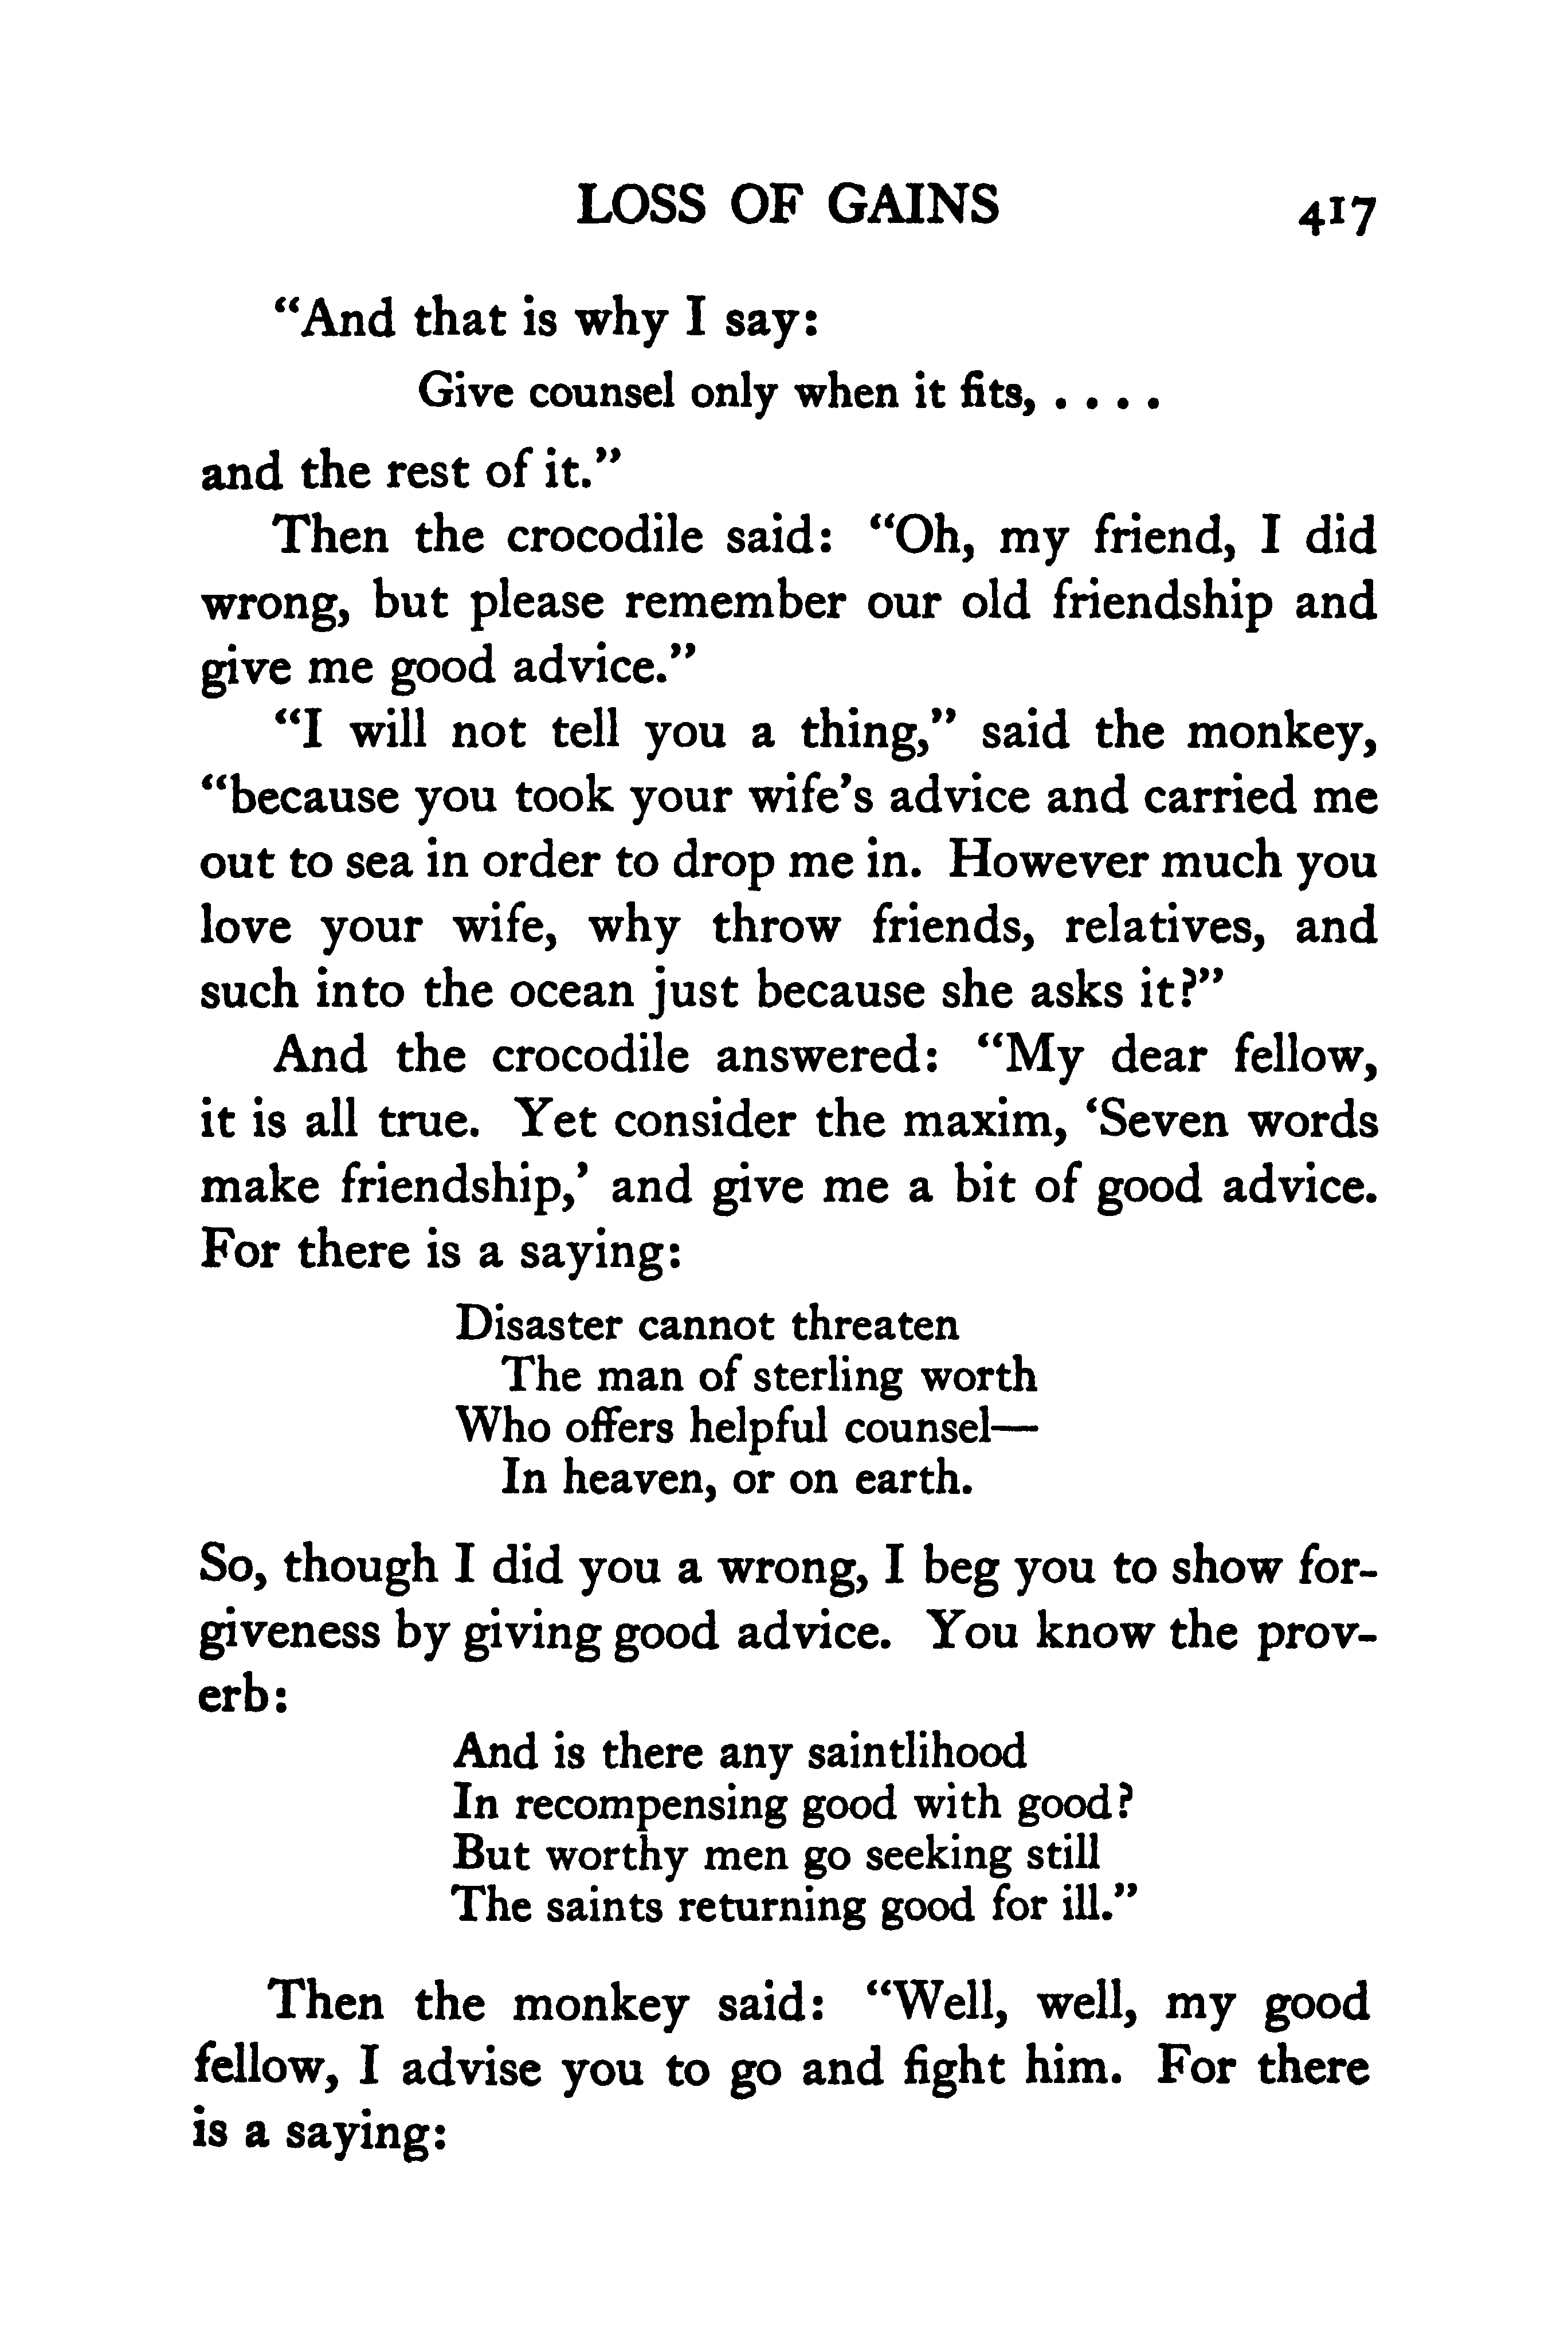 LOSS OF GAINS 417
“And that is why I say:
Give counsel only when it fits, . . . .
and the rest of it.”
Then the crocodile said: “Oh, my friend, I did
wrong, but please remember our old friendship and
give me good advice.”
“I will not tell you a thing,” said the monkey,
“because you took your wife’s advice and carried me
out to sea in order to drop me in. However much you
love your wife, why throw friends, relatives, and
such into the ocean just because she asks it?”
And the crocodile answered: “My dear fellow,
it is all true. Yet consider the maxim, ‘Seven words
make friendship,’ and give me a bit of good advice.
For there is a saying:
Disaster cannot threaten
The man of sterling worth
Who offers helpful counsel—
In heaven, or on earth.
So, though I did you a wrong, I beg you to show for-
giveness by giving good advice. You know the prov-
erb:
And is there any saintlihood
In recompensing good with good?
But worthy men go seeking still
The saints returning good for ill.”
Then the monkey said: “Well, well, my good
fellow, I advise you to go and fight him. For there
is a saying: